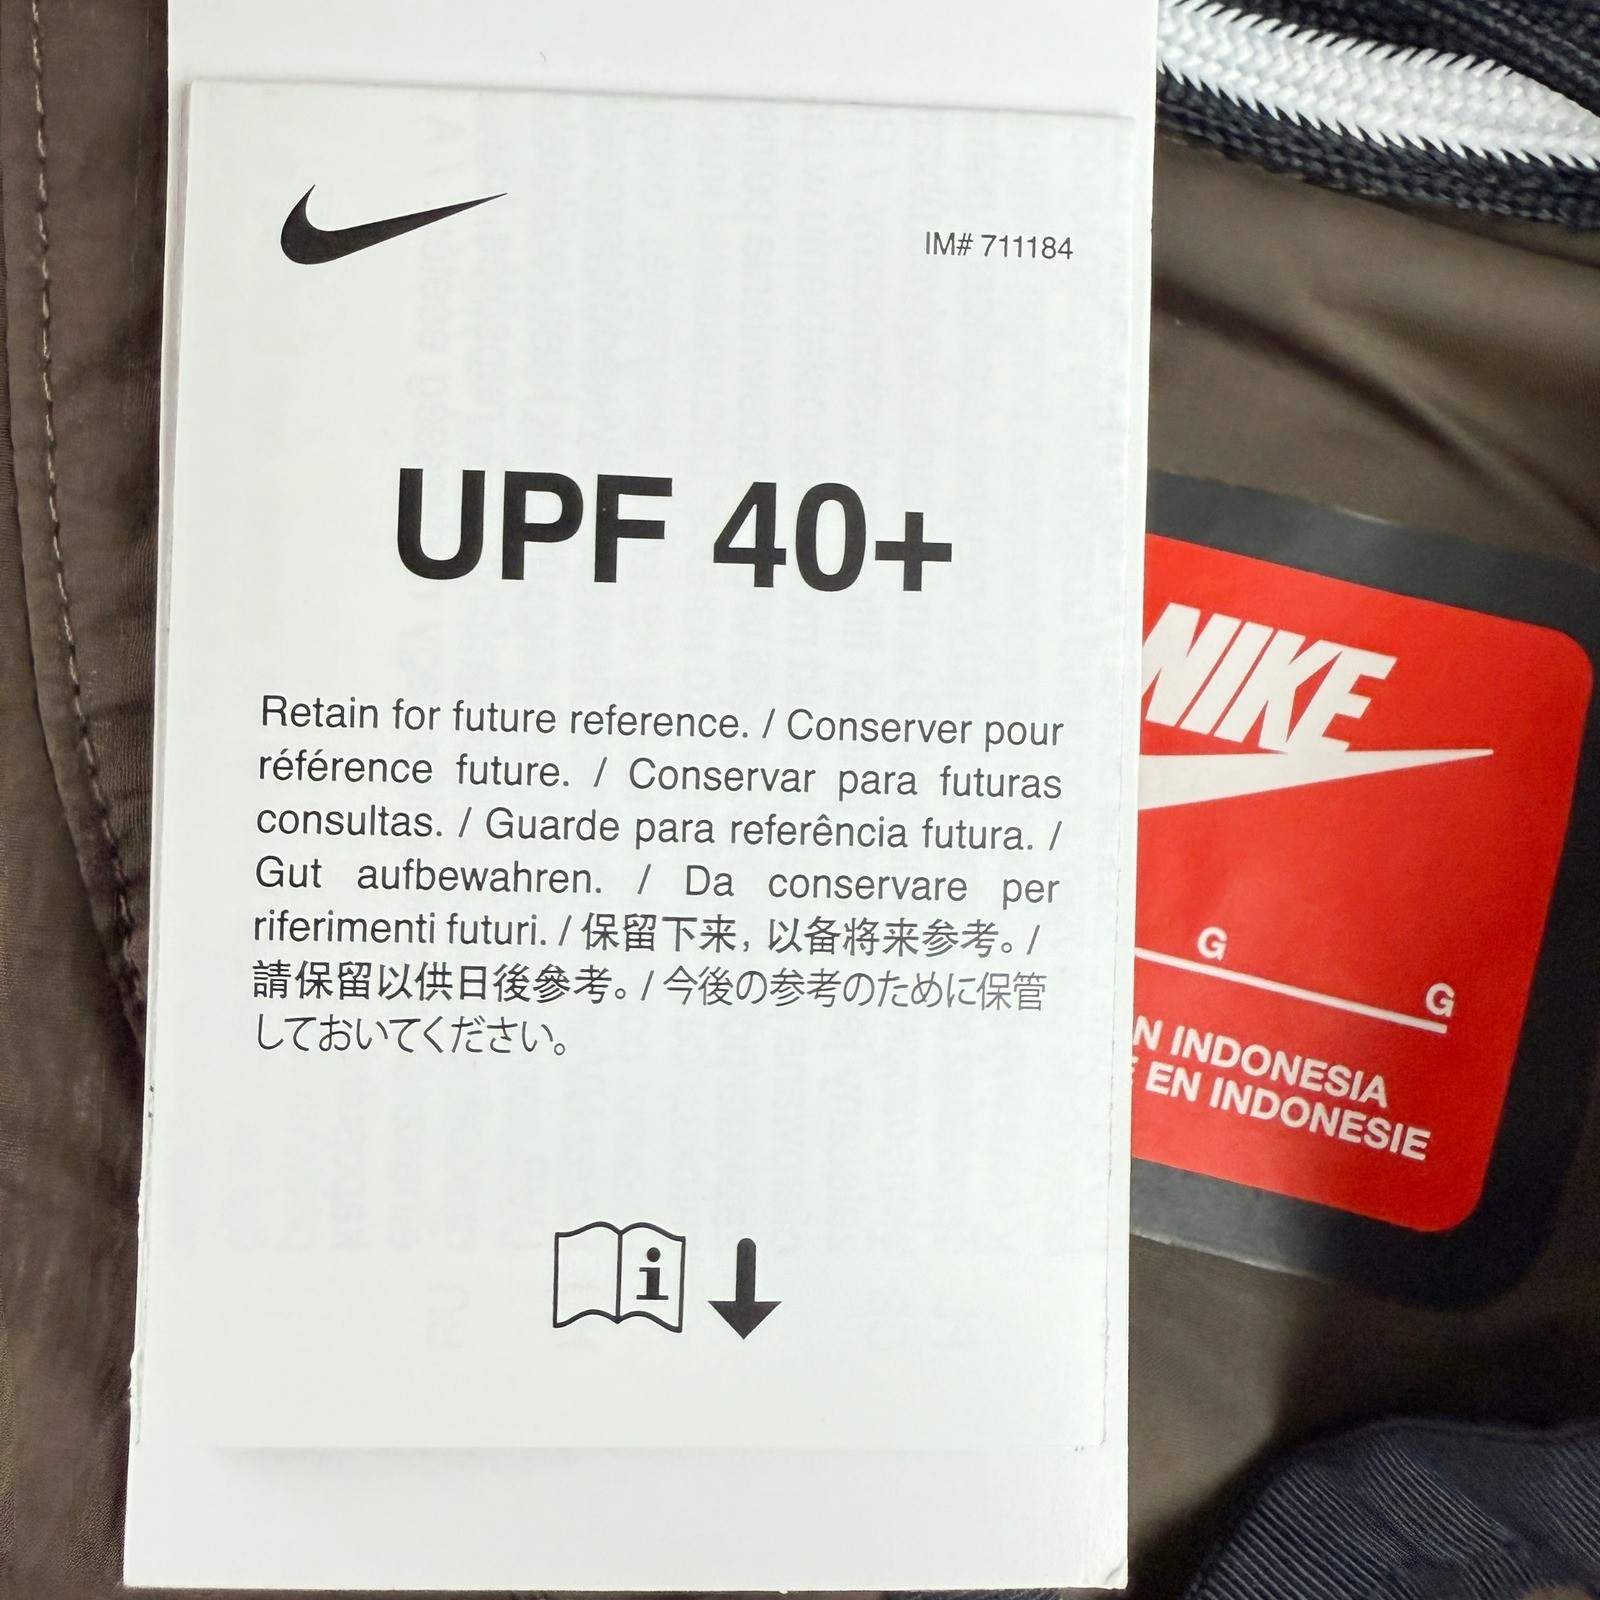 IM# 711184
UPF 40+
Retain for future reference. / Conserver pour
référence future. / Conservar para futuras
consultas. / Guarde para referência futura. /
Gut aufbewahren. / Da conservare per
riferimenti futuri. / 保留下来, 以备将来参考。/
請保留以供日後參考。/ 今後の参考のために保管
しておいてください。
i
NIKE
G
G
N INDONESIA
EN INDONESIE